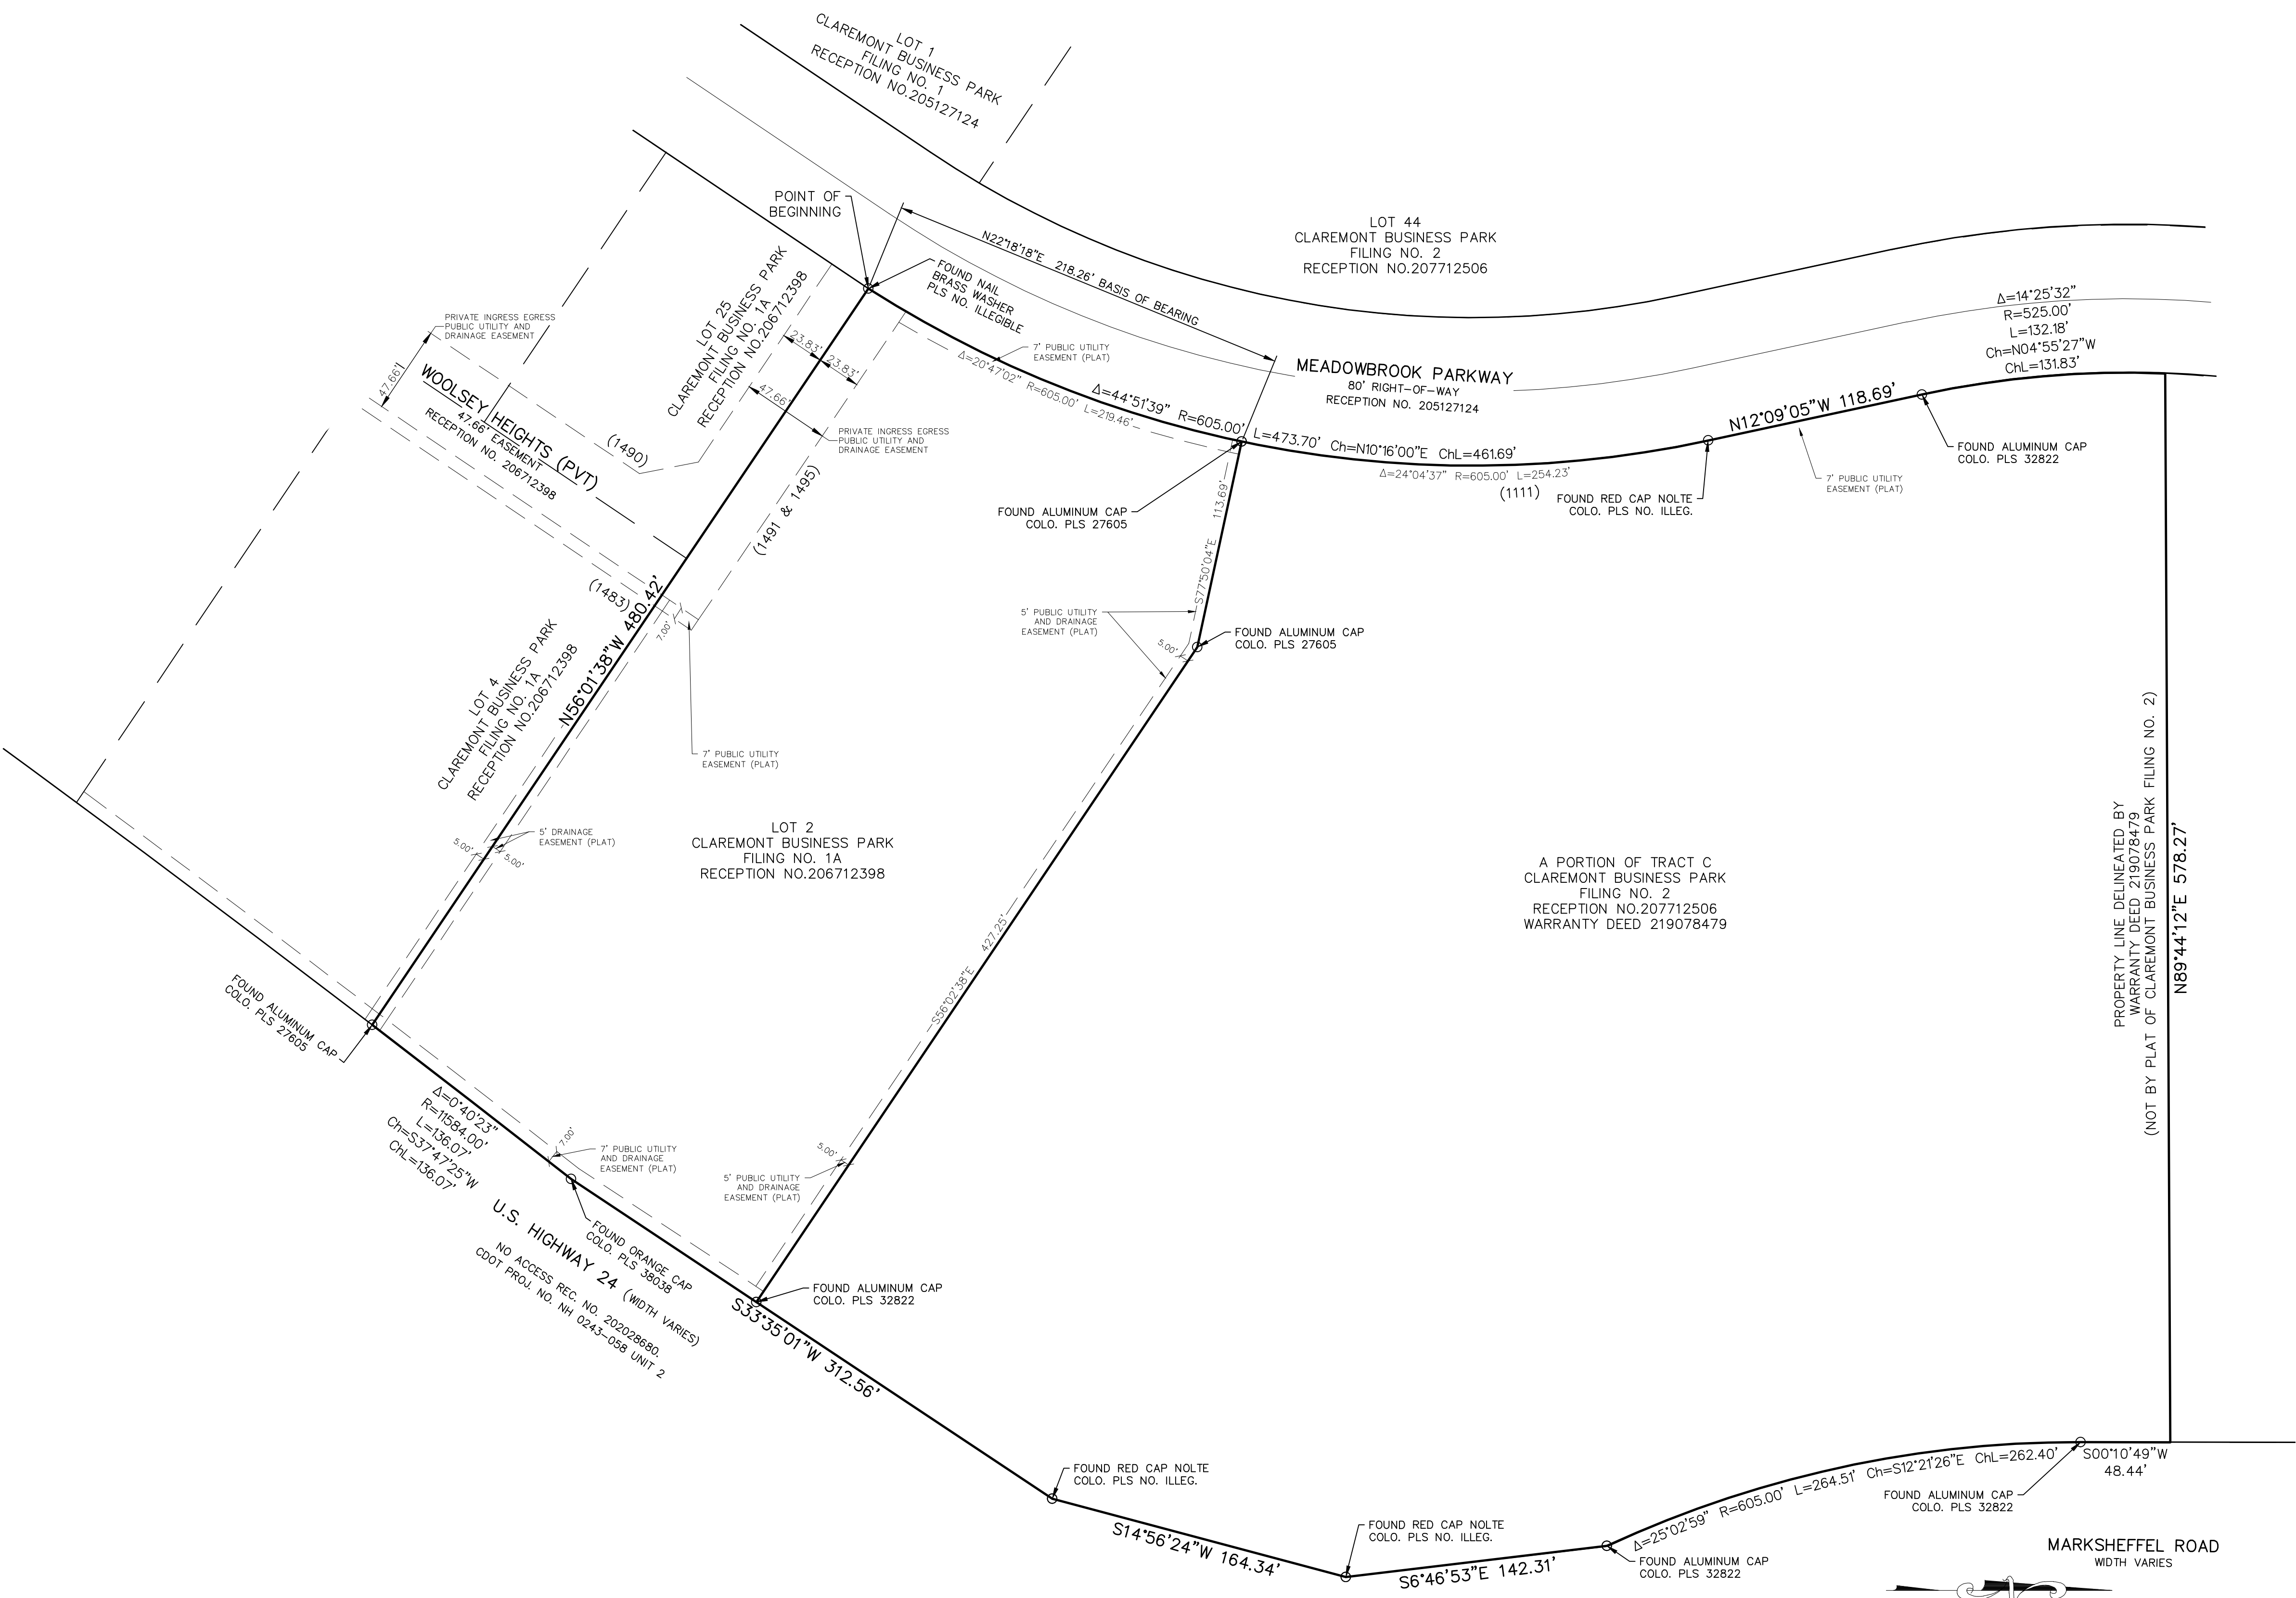 LOT 1
CLAREMONT BUSINESS PARK
FILING NO. 1
RECEPTION NO.205127124
POINT OF
BEGINNING
N22°18'18"E 218.26' BASIS OF BEARING
LOT 44
CLAREMONT BUSINESS PARK
FILING NO. 2
RECEPTION NO.207712506
FOUND NAIL
BRASS WASHER
PLS NO. ILLEGIBLE
LOT 25
CLAREMONT BUSINESS PARK
FILING NO. 1A
RECEPTION NO.206712398
PRIVATE INGRESS EGRESS
PUBLIC UTILITY AND
DRAINAGE EASEMENT
47.66'
WOOLSEY HEIGHTS (PVT)
47.66' EASEMENT
RECEPTION NO. 206712398
(1490)
23.83'
23.83'
47.66'
PRIVATE INGRESS EGRESS
PUBLIC UTILITY AND
DRAINAGE EASEMENT
(1491 & 1495)
7' PUBLIC UTILITY
EASEMENT (PLAT)
Δ=20°47'02" R=605.00' L=219.46'
Δ=44°51'39" R=605.00' L=473.70' Ch=N10°16'00"E ChL=461.69'
Δ=24°04'37" R=605.00' L=254.23'
(1111)
MEADOWBROOK PARKWAY
80' RIGHT-OF-WAY
RECEPTION NO. 205127124
Δ=14°25'32"
R=525.00'
L=132.18'
Ch=N04°55'27"W
ChL=131.83'
N12°09'05"W 118.69'
FOUND ALUMINUM CAP
COLO. PLS 32822
7' PUBLIC UTILITY
EASEMENT (PLAT)
FOUND RED CAP NOLTE
COLO. PLS NO. ILLEG.
FOUND ALUMINUM CAP
COLO. PLS 27605
S77°50'04"E 113.69'
5' PUBLIC UTILITY
AND DRAINAGE
EASEMENT (PLAT)
5.00'
FOUND ALUMINUM CAP
COLO. PLS 27605
(1483)
7.00'
N56°01'38"W 480.42'
7' PUBLIC UTILITY
EASEMENT (PLAT)
LOT 4
CLAREMONT BUSINESS PARK
FILING NO. 1A
RECEPTION NO.206712398
5' DRAINAGE
EASEMENT (PLAT)
5.00'
5.00'
LOT 2
CLAREMONT BUSINESS PARK
FILING NO. 1A
RECEPTION NO.206712398
S56°02'38"E 427.25'
A PORTION OF TRACT C
CLAREMONT BUSINESS PARK
FILING NO. 2
RECEPTION NO.207712506
WARRANTY DEED 219078479
PROPERTY LINE DELINEATED BY
WARRANTY DEED 219078479
(NOT BY PLAT OF CLAREMONT BUSINESS PARK FILING NO. 2)
N89°44'12"E 578.27'
FOUND ALUMINUM CAP
COLO. PLS 27605
Δ=0°40'23"
R=11584.00'
L=136.07'
Ch=S37°47'25"W
ChL=136.07'
7.00'
7' PUBLIC UTILITY
AND DRAINAGE
EASEMENT (PLAT)
5.00'
5' PUBLIC UTILITY
AND DRAINAGE
EASEMENT (PLAT)
U.S. HIGHWAY 24 (WIDTH VARIES)
NO ACCESS REC. NO. 202028680.
CDOT PROJ. NO. NH 0243-058 UNIT 2
FOUND ORANGE CAP
COLO. PLS 38038
FOUND ALUMINUM CAP
COLO. PLS 32822
S33°35'01"W 312.56'
FOUND RED CAP NOLTE
COLO. PLS NO. ILLEG.
S14°56'24"W 164.34'
FOUND RED CAP NOLTE
COLO. PLS NO. ILLEG.
S6°46'53"E 142.31'
FOUND ALUMINUM CAP
COLO. PLS 32822
Δ=25°02'59" R=605.00' L=264.51' Ch=S12°21'26"E ChL=262.40'
FOUND ALUMINUM CAP
COLO. PLS 32822
S00°10'49"W
48.44'
MARKSHEFFEL ROAD
WIDTH VARIES